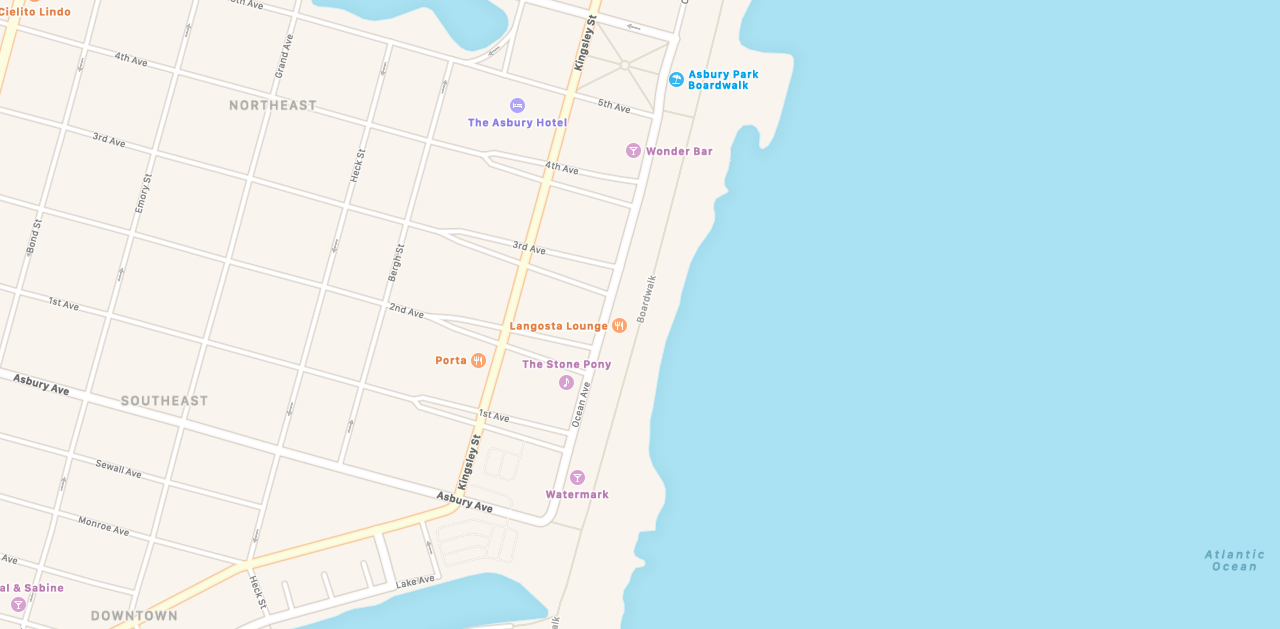 Cielito Lindo
Ave
Kingsley St
4th Ave
Grand Ave
Asbury Park
Boardwalk
NORTHEAST
5th Ave
The Asbury Hotel
3rd Ave
Wonder Bar
Heck St
4th Ave
Emory St
Bond St
3rd Ave
Bergh St
1st Ave
2nd Ave
Boardwalk
Langosta Lounge
Porta
The Stone Pony
Asbury Ave
SOUTHEAST
Ocean Ave
1st Ave
Kingsley St
Sewall Ave
Watermark
Asbury Ave
Monroe Ave
Atlantic
Ocean
Ave
Lake Ave
al & Sabine
Heck St
DOWNTOWN
alk